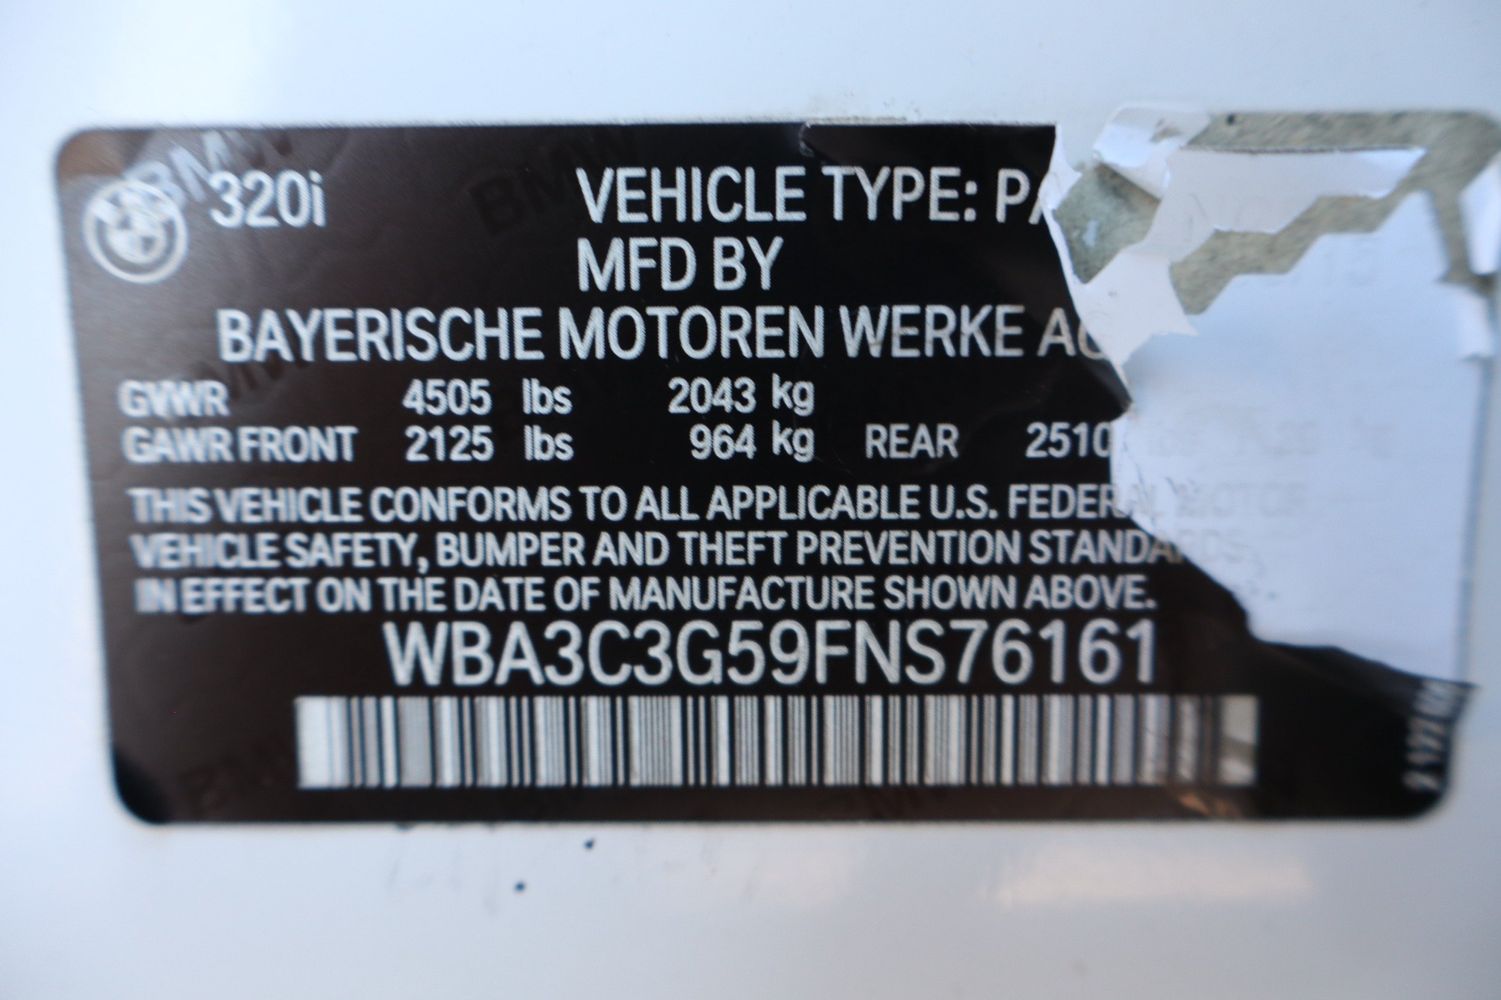 320i VEHICLE TYPE: PA
MFD BY
BAYERISCHE MOTOREN WERKE AG
GVWR 4505 lbs 2043 kg
GAWR FRONT 2125 lbs 964 kg REAR 2510
THIS VEHICLE CONFORMS TO ALL APPLICABLE U.S. FEDERAL MOTOR
VEHICLE SAFETY, BUMPER AND THEFT PREVENTION STANDARDS
IN EFFECT ON THE DATE OF MANUFACTURE SHOWN ABOVE.
WBA3C3G59FNS76161